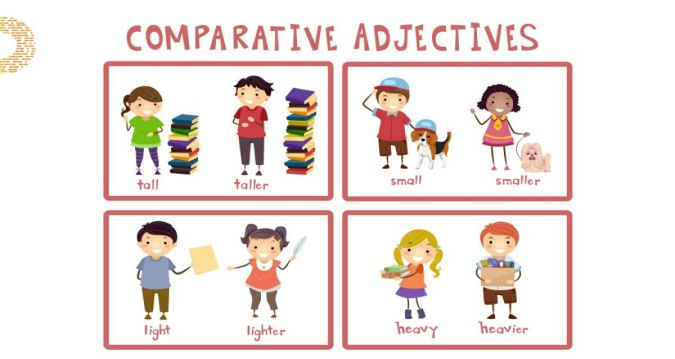 COMPARATIVE ADJECTIVES
tall taller
small smaller
light lighter
heavy heavier